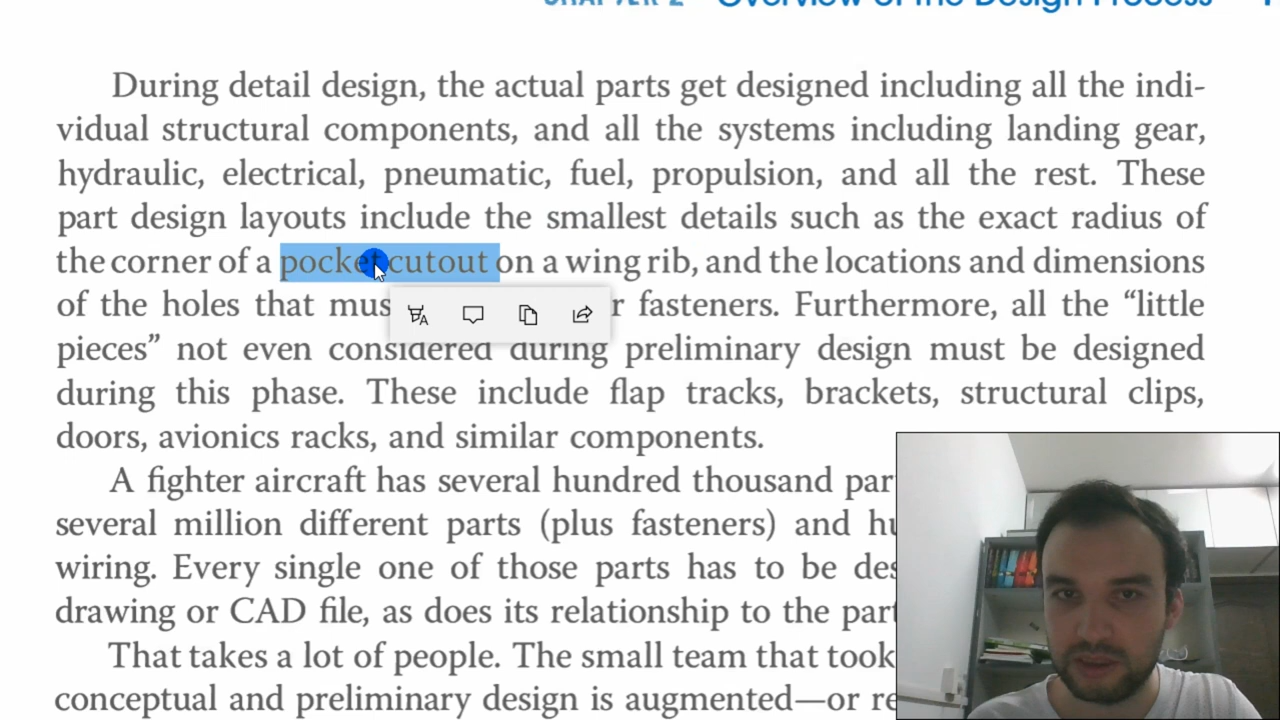 Overview of the Design Process
During detail design, the actual parts get designed including all the indi-
vidual structural components, and all the systems including landing gear,
hydraulic, electrical, pneumatic, fuel, propulsion, and all the rest. These
part design layouts include the smallest details such as the exact radius of
the corner of a pocket cutout on a wing rib, and the locations and dimensions
of the holes that fasteners. Furthermore, all the “little
pieces” not even considered during preliminary design must be designed
during this phase. These include flap tracks, brackets, structural clips,
doors, avionics racks, and similar components.
A fighter aircraft has several hundred thousand
several million different parts (plus fasteners) and
wiring. Every single one of those parts has to be
drawing or CAD file, as does its relationship to the
That takes a lot of people. The small team that took
conceptual and preliminary design is augmented—or